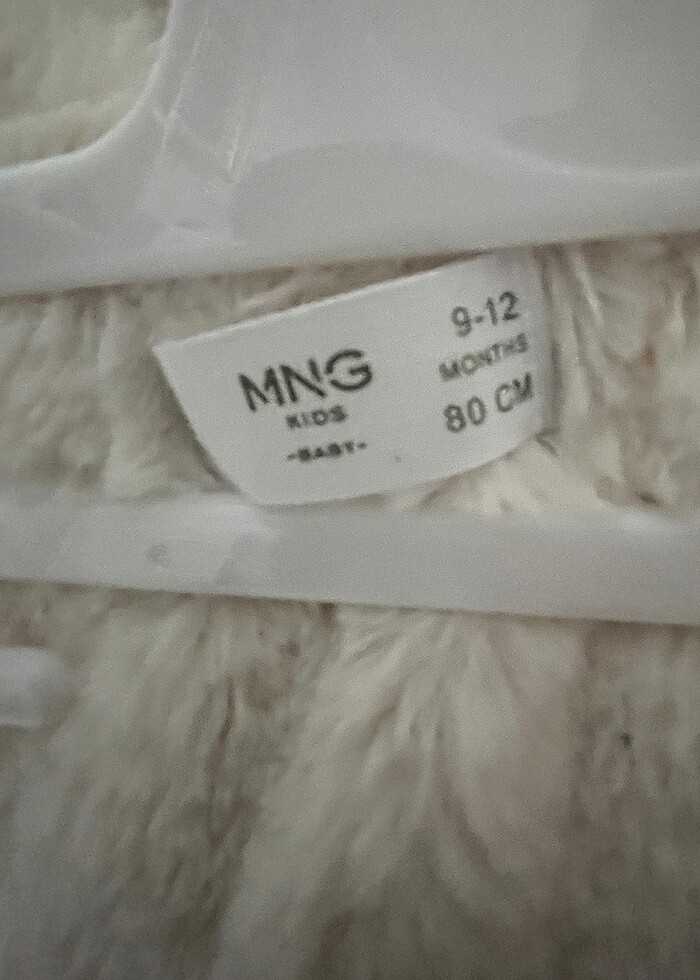 MNG
KIDS
-BABY-
9-12
MONTHS
80 CM